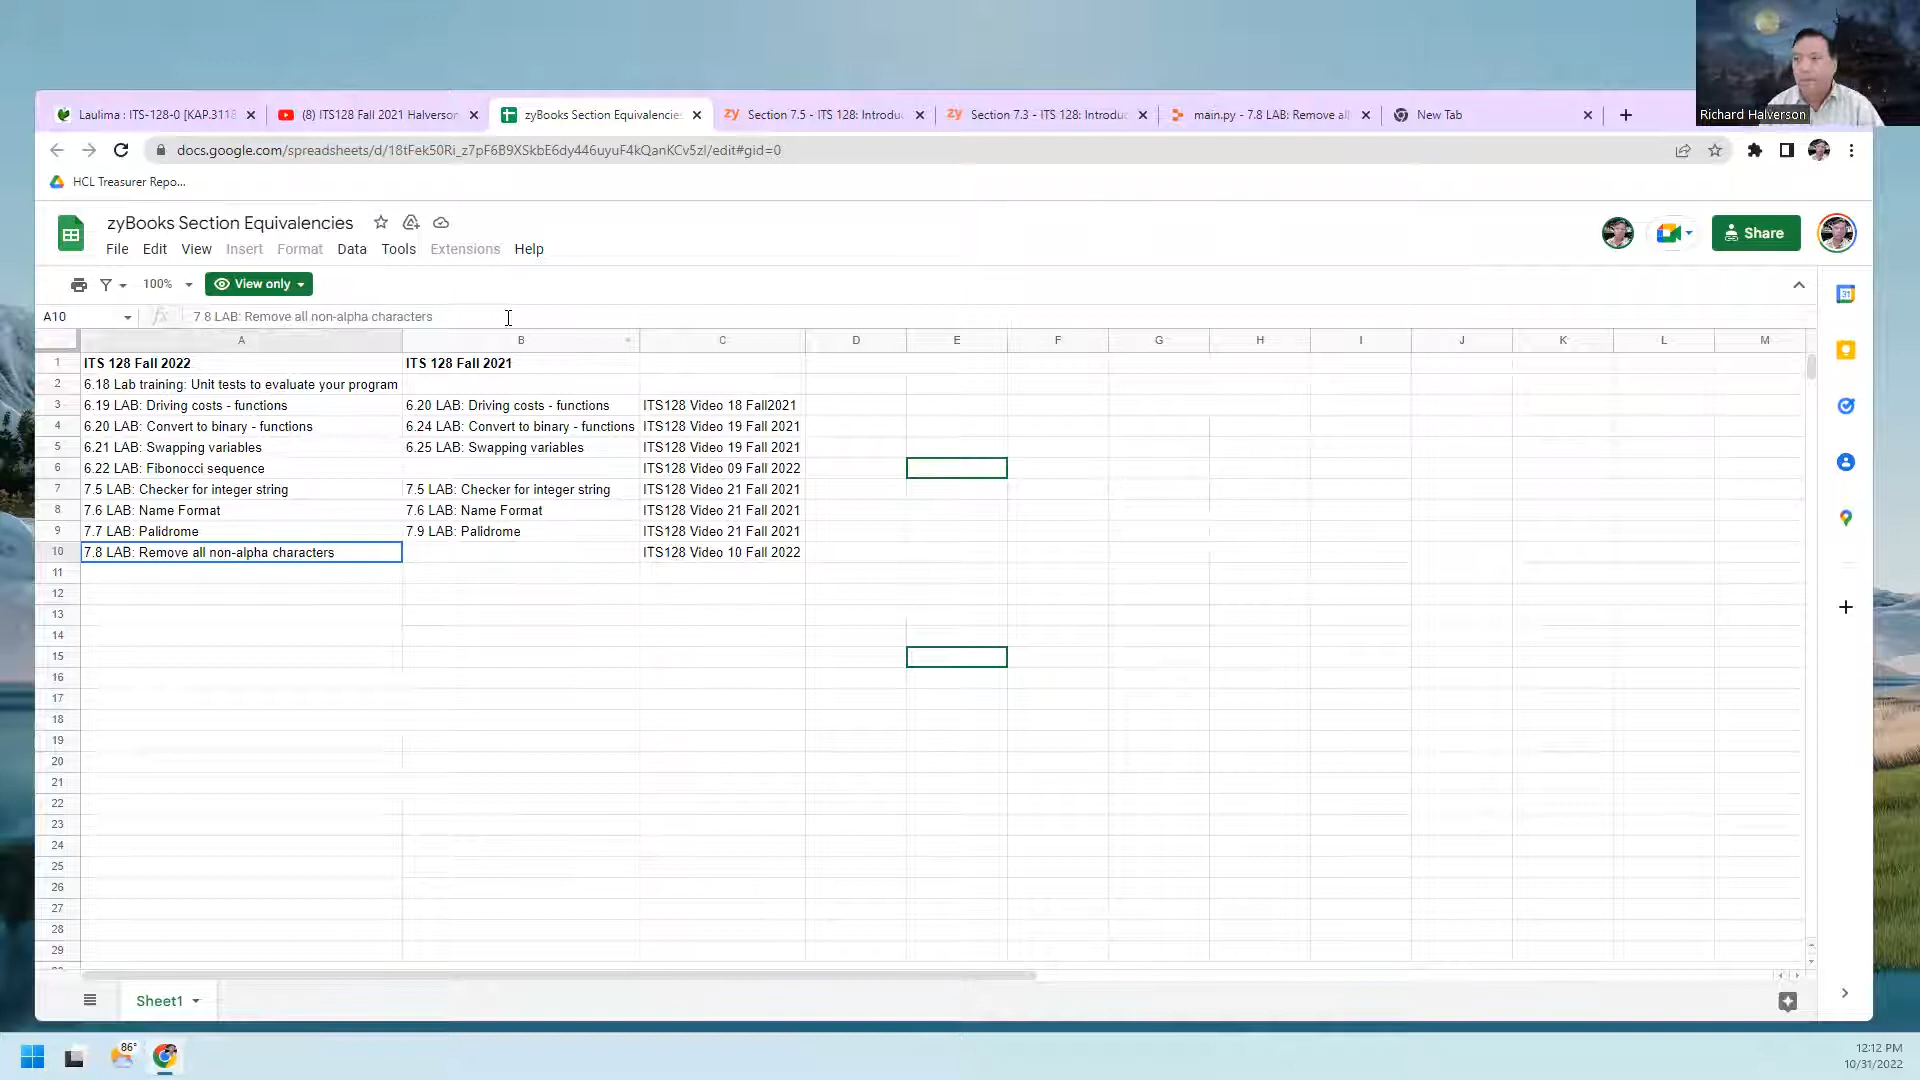 Richard Halverson
Laulima : ITS-128-0 [KAP.3118
(8) ITS128 Fall 2021 Halverson
zyBooks Section Equivalencies
zy Section 7.5 - ITS 128: Introdu
zy Section 7.3 - ITS 128: Introdu
main.py - 7.8 LAB: Remove al
New Tab
docs.google.com/spreadsheets/d/18tFek50Ri_z7pF6B9XSkbE6dy446uyuF4kQanKCv5zI/edit#gid=0
HCL Treasurer Repo...
zyBooks Section Equivalencies
File Edit View Insert Format Data Tools Extensions Help
Share
100% View only
A10 fx 7 8 LAB: Remove all non-alpha characters
A B C D E F G H I J K L M
1 ITS 128 Fall 2022 ITS 128 Fall 2021
2 6.18 Lab training: Unit tests to evaluate your program
3 6.19 LAB: Driving costs - functions 6.20 LAB: Driving costs - functions ITS128 Video 18 Fall2021
4 6.20 LAB: Convert to binary - functions 6.24 LAB: Convert to binary - functions ITS128 Video 19 Fall 2021
5 6.21 LAB: Swapping variables 6.25 LAB: Swapping variables ITS128 Video 19 Fall 2021
6 6.22 LAB: Fibonocci sequence ITS128 Video 09 Fall 2022
7 7.5 LAB: Checker for integer string 7.5 LAB: Checker for integer string ITS128 Video 21 Fall 2021
8 7.6 LAB: Name Format 7.6 LAB: Name Format ITS128 Video 21 Fall 2021
9 7.7 LAB: Palidrome 7.9 LAB: Palidrome ITS128 Video 21 Fall 2021
10 7.8 LAB: Remove all non-alpha characters ITS128 Video 10 Fall 2022
11
12
13
14
15
16
17
18
19
20
21
22
23
24
25
26
27
28
29
Sheet1
86°
12:12 PM
10/31/2022